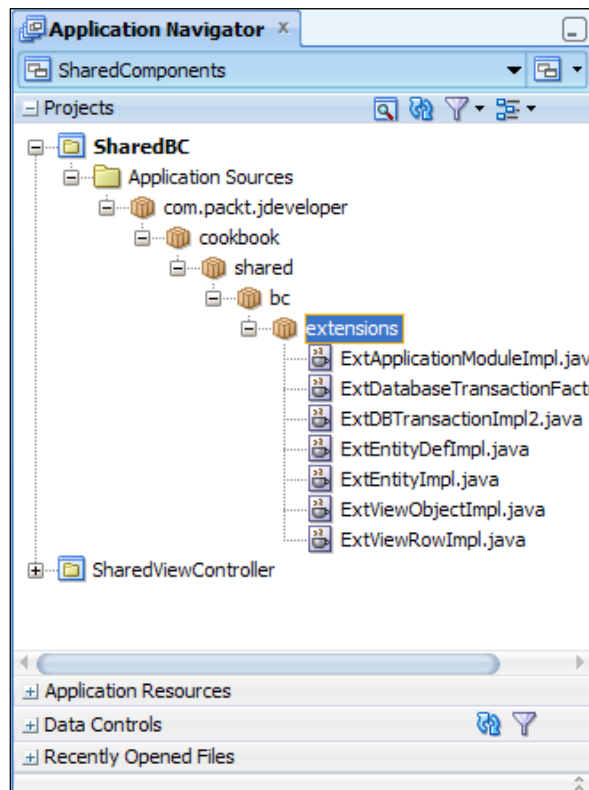 Application Navigator
SharedComponents
Projects
SharedBC
Application Sources
com.packt.jdeveloper
cookbook
shared
bc
extensions
ExtApplicationModuleImpl.jav
ExtDatabaseTransactionFact
ExtDBTransactionImpl2.java
ExtEntityDefImpl.java
ExtEntityImpl.java
ExtViewObjectImpl.java
ExtViewRowImpl.java
SharedViewController
Application Resources
Data Controls
Recently Opened Files